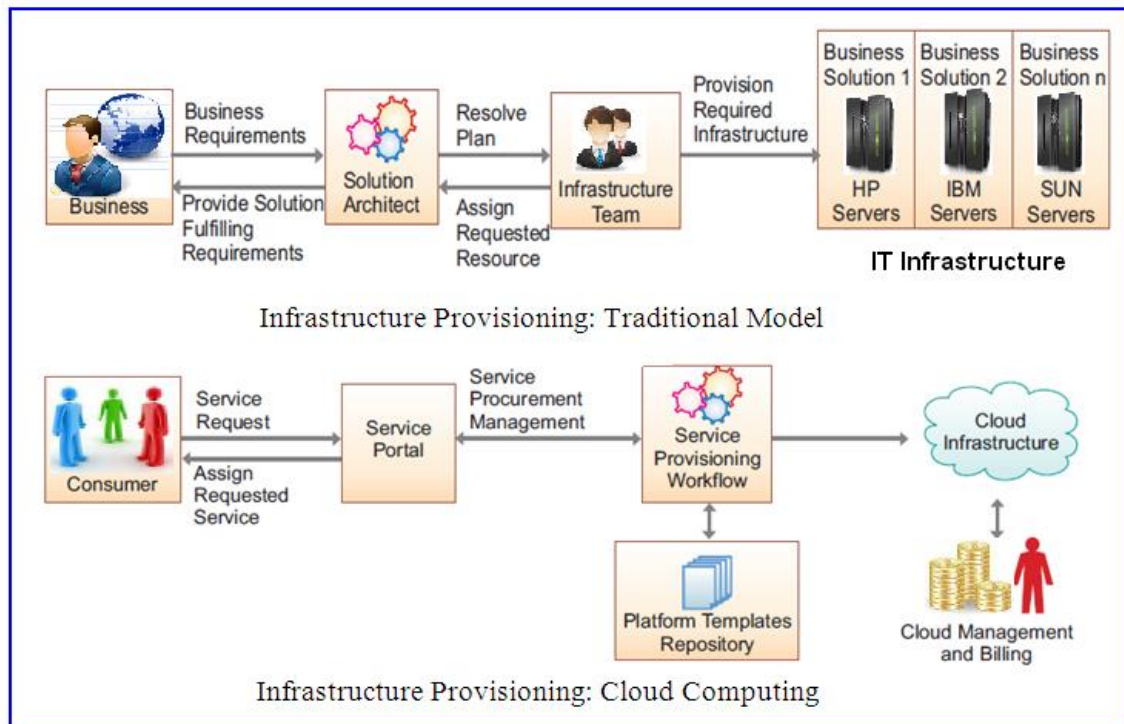 Business
Business
Requirements
Provide Solution
Fulfilling
Requirements
Solution
Architect
Resolve
Plan
Assign
Requested
Resource
Infrastructure
Team
Provision
Required
Infrastructure
Business
Solution 1
HP
Servers
Business
Solution 2
IBM
Servers
Business
Solution n
SUN
Servers
IT Infrastructure
Infrastructure Provisioning: Traditional Model
Consumer
Service
Request
Assign
Requested
Service
Service
Portal
Service
Procurement
Management
Service
Provisioning
Workflow
Platform Templates
Repository
Cloud
Infrastructure
Cloud Management
and Billing
Infrastructure Provisioning: Cloud Computing